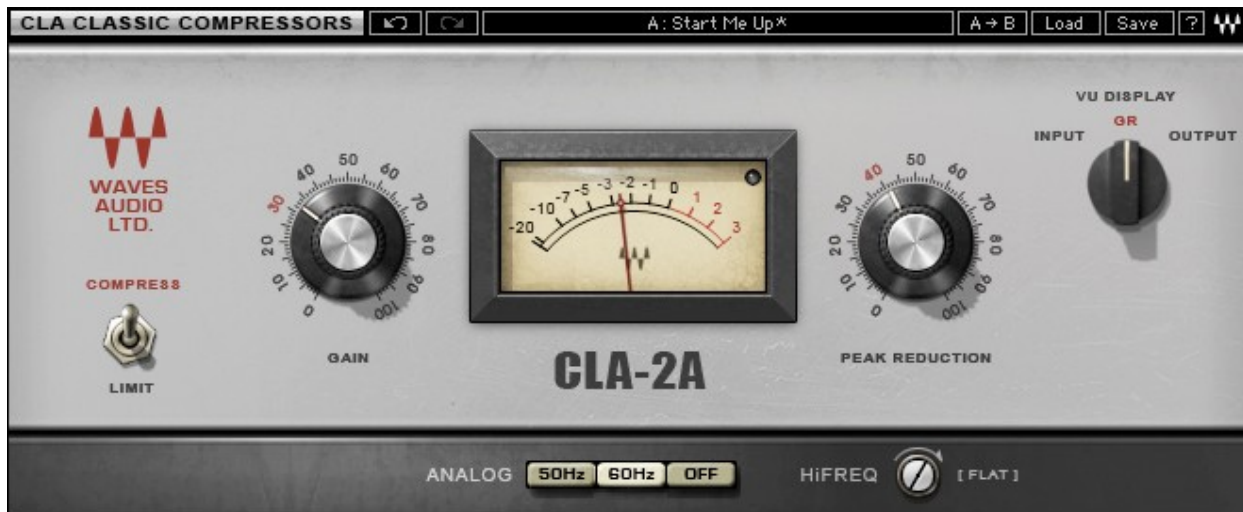 CLA CLASSIC COMPRESSORS
A: Start Me Up*
A→B
Load
Save
?
WAVES
AUDIO
LTD.
COMPRESS
LIMIT
0 10 20 30 40 50 60 70 80 90 100
GAIN
-20 -10 -7 -5 -3 -2 -1 0 1 2 3
CLA-2A
0 10 20 30 40 50 60 70 80 90 100
PEAK REDUCTION
VU DISPLAY
INPUT GR OUTPUT
ANALOG 50Hz 60Hz OFF
HiFREQ [ FLAT ]